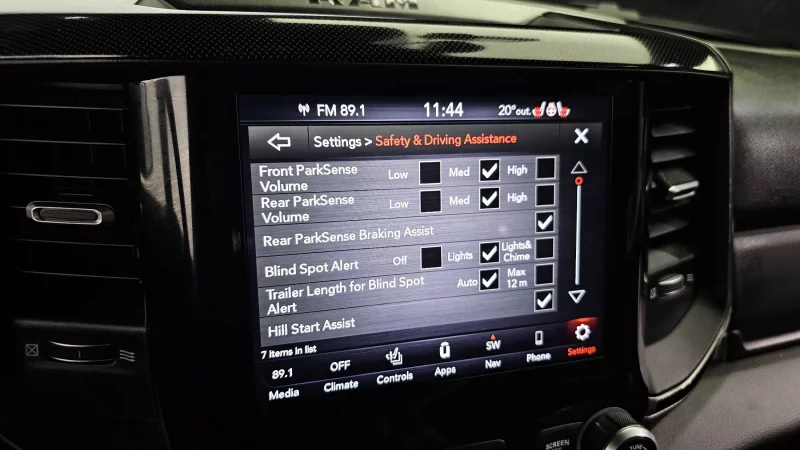 RAM
FM 89.1 11:44 20°out.
Settings > Safety & Driving Assistance X
Front ParkSense Volume Low Med High
Rear ParkSense Volume Low Med High
Rear ParkSense Braking Assist
Blind Spot Alert Off Lights Lights& Chime
Trailer Length for Blind Spot Alert Auto Max 12 m
Hill Start Assist
7 items in list
89.1 OFF SW
Media Climate Controls Apps Nav Phone Settings
SCREEN TUNE